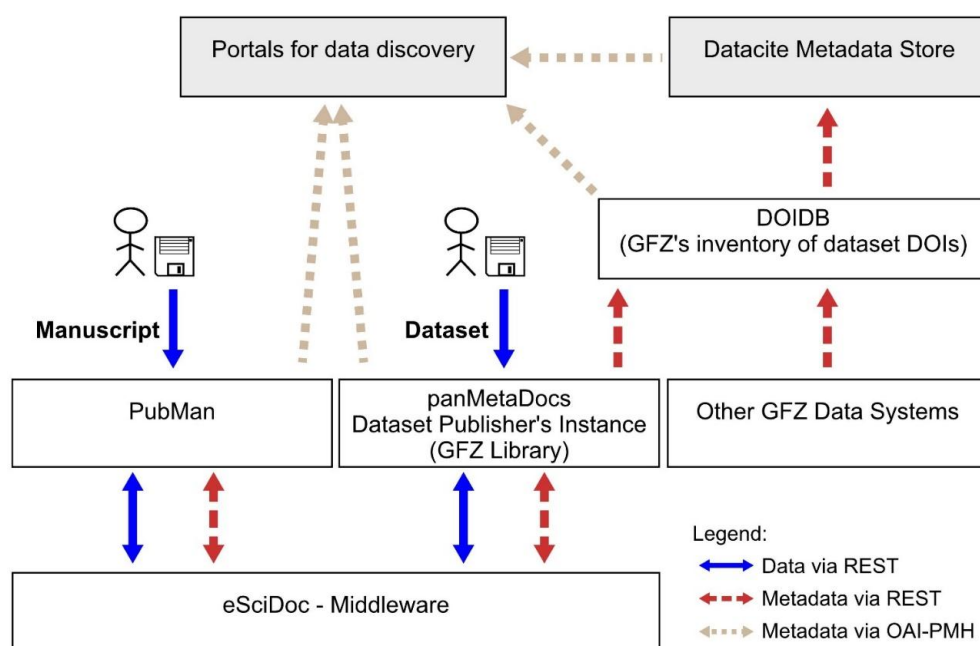 Portals for data discovery
Datacite Metadata Store
DOIDB
(GFZ's inventory of dataset DOIs)
Manuscript
Dataset
PubMan
panMetaDocs
Dataset Publisher's Instance
(GFZ Library)
Other GFZ Data Systems
eSciDoc - Middleware
Legend:
Data via REST
Metadata via REST
Metadata via OAI-PMH